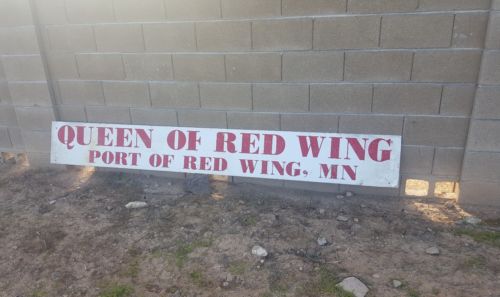 QUEEN OF RED WING
PORT OF RED WING, MN